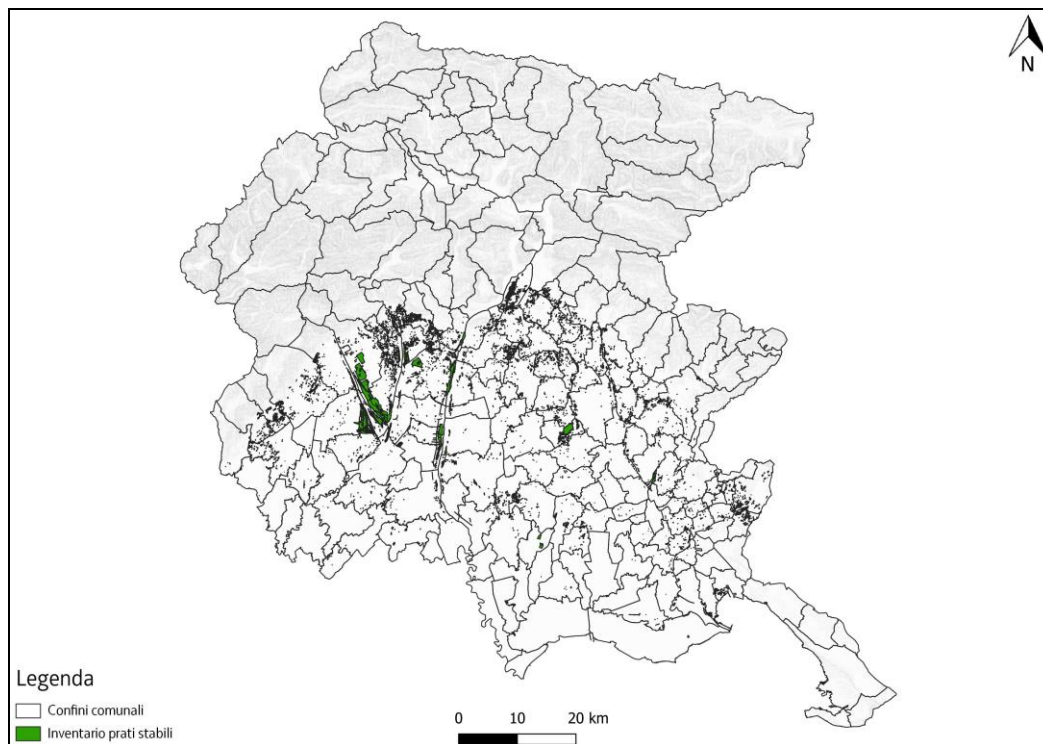 N
Legenda
Confini comunali
Inventario prati stabili
0 10 20 km